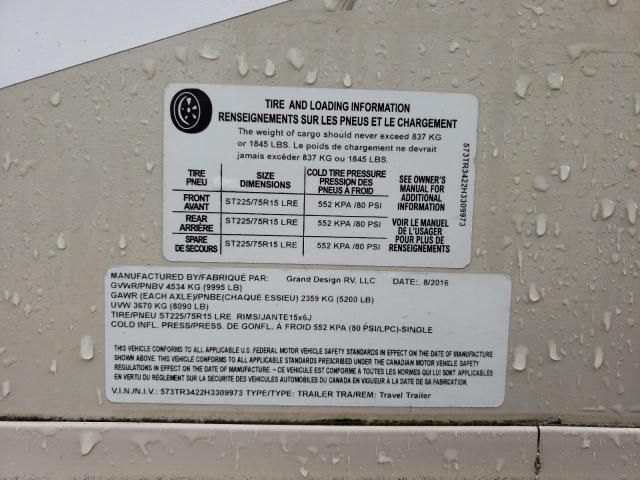 TIRE AND LOADING INFORMATION
RENSEIGNEMENTS SUR LES PNEUS ET LE CHARGEMENT
The weight of cargo should never exceed 837 KG
or 1845 LBS. Le poids de chargement ne devrait
jamais excéder 837 KG ou 1845 LBS.
TIRE PNEU SIZE DIMENSIONS COLD TIRE PRESSURE PRESSION DES PNEUS À FROID
FRONT AVANT ST225/75R15 LRE 552 KPA /80 PSI
REAR ARRIÈRE ST225/75R15 LRE 552 KPA /80 PSI
SPARE DE SECOURS ST225/75R15 LRE 552 KPA /80 PSI
SEE OWNER'S
MANUAL FOR
ADDITIONAL
INFORMATION
VOIR LE MANUEL
DE L'USAGER
POUR PLUS DE
RENSEIGNEMENTS
573TR3422H3309973
MANUFACTURED BY/FABRIQUÉ PAR: Grand Design RV, LLC DATE:. 8/2016
GVWR/PNBV 4534 KG (9995 LB)
GAWR (EACH AXLE)/PNBE(CHAQUE ESSIEU) 2359 KG (5200 LB)
UVW 3670 KG (8090 LB)
TIRE/PNEU ST225/75R15 LRE RIMS/JANTE15x6J
COLD INFL. PRESS/PRESS. DE GONFL. À FROID 552 KPA (80 PSI/LPC)-SINGLE
THIS VEHICLE CONFORMS TO ALL APPLICABLE U.S. FEDERAL MOTOR VEHICLE SAFETY STANDARDS IN EFFECT ON THE DATE OF MANUFACTURE
SHOWN ABOVE. THIS VEHICLE CONFORMS TO ALL APPLICABLE STANDARDS PRESCRIBED UNDER THE CANADIAN MOTOR VEHICLE SAFETY
REGULATIONS IN EFFECT ON THE DATE OF MANUFACTURE. - CE VÉHICULE EST CONFORME À TOUTES LES NORMES QUI LUI SONT APPLICABLES
EN VERTU DU RÈGLEMENT SUR LA SÉCURITÉ DES VÉHICULES AUTOMOBILES DU CANADA EN VIGUEUR À LA DATE DE SA FABRICATION.
V.I.N./N.I.V.: 573TR3422H3309973 TYPE/TYPE: TRAILER TRA/REM: Travel Trailer